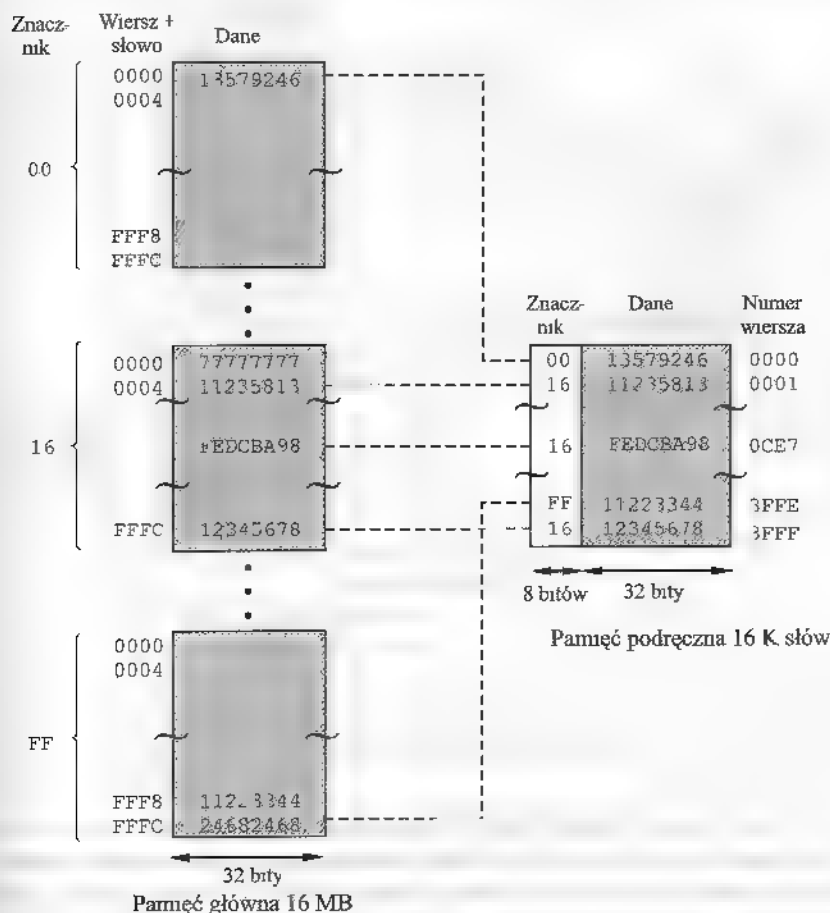 Znacz-
nik
Wiersz +
słowo
Dane
00
0000
13579246
0004
FFF8
FFFC
16
0000
77777777
0004
11235813
FEDCBA98
FFFC
12345678
FF
0000
0004
FFF8
FFFC
24682468
32 bity
Pamięć główna 16 MB
Znacz-
nik
Dane
Numer
wiersza
00
13579246
0000
16
11235813
0001
16
FEDCBA98
0CE7
FF
11223344
3FFE
16
12345678
3FFF
8 bitów
32 bity
Pamięć podręczna 16 K słów